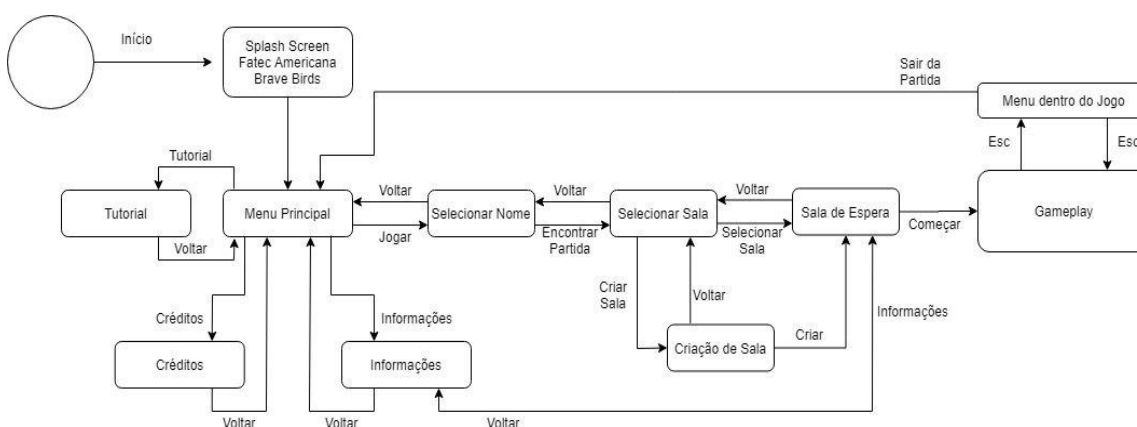 Início
Splash Screen
Fatec Americana
Brave Birds
Sair da
Partida
Menu dentro do Jogo
Esc
Esc
Tutorial
Tutorial
Voltar
Menu Principal
Voltar
Jogar
Selecionar Nome
Voltar
Encontrar
Partida
Selecionar Sala
Voltar
Selecionar
Sala
Sala de Espera
Começar
Gameplay
Criar
Sala
Voltar
Informações
Créditos
Informações
Criação de Sala
Criar
Créditos
Informações
Voltar
Voltar
Voltar